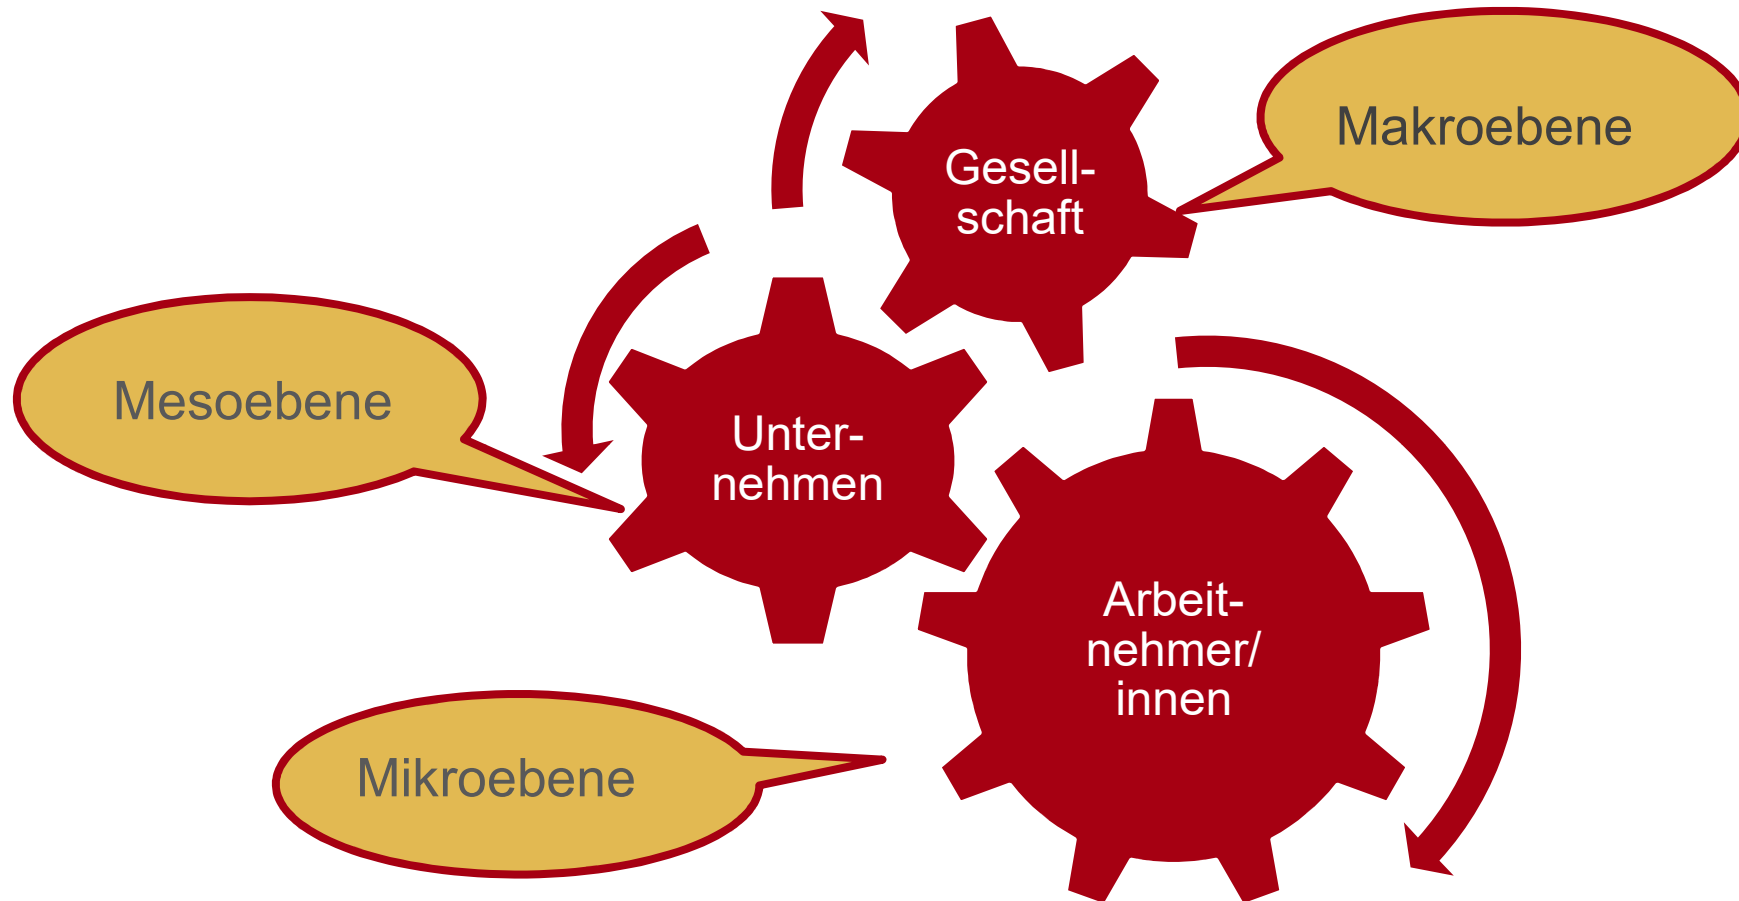 Gesell-
schaft
Makroebene
Mesoebene
Unter-
nehmen
Arbeit-
nehmer/
innen
Mikroebene